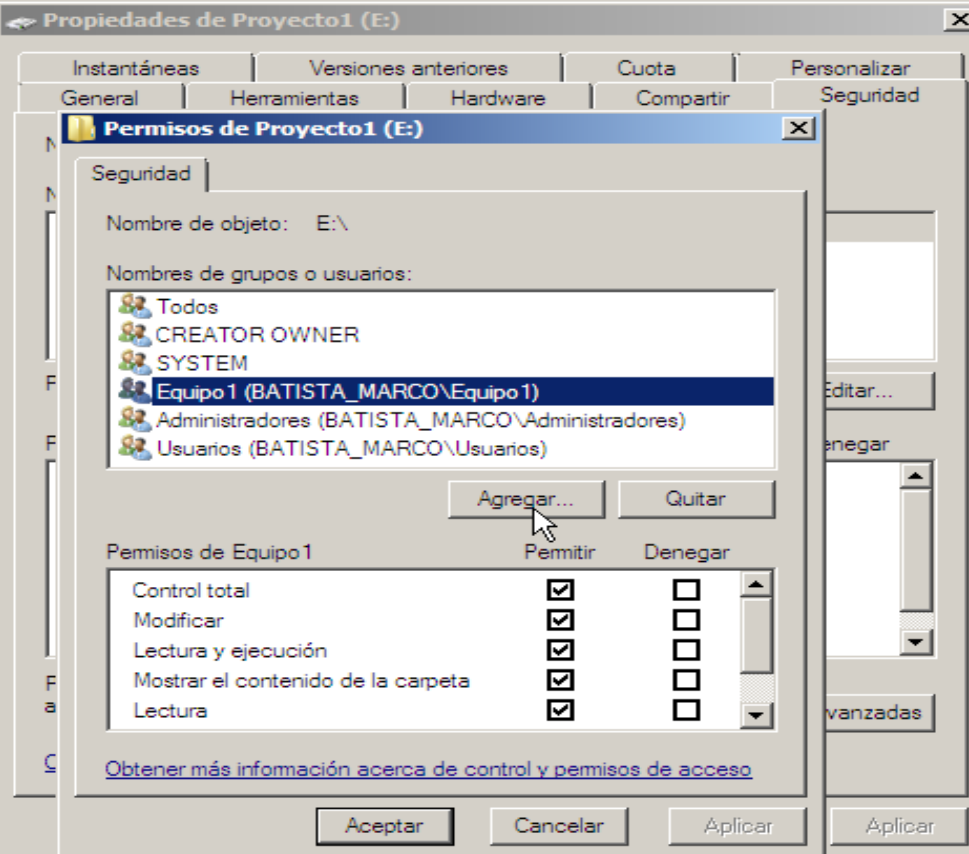 Propiedades de Proyecto1 (E:)
Instantáneas Versiones anteriores Cuota Personalizar
General Herramientas Hardware Compartir Seguridad
Permisos de Proyecto1 (E:)
Seguridad
Nombre de objeto: E:\
Nombres de grupos o usuarios:
Todos
CREATOR OWNER
SYSTEM
Equipo1 (BATISTA_MARCO\Equipo1)
Administradores (BATISTA_MARCO\Administradores)
Usuarios (BATISTA_MARCO\Usuarios)
Editar...
enegar
Agregar... Quitar
Permisos de Equipo1 Permitir Denegar
Control total
Modificar
Lectura y ejecución
Mostrar el contenido de la carpeta
Lectura
vanzadas
Obtener más información acerca de control y permisos de acceso
Aceptar Cancelar Aplicar Aplicar